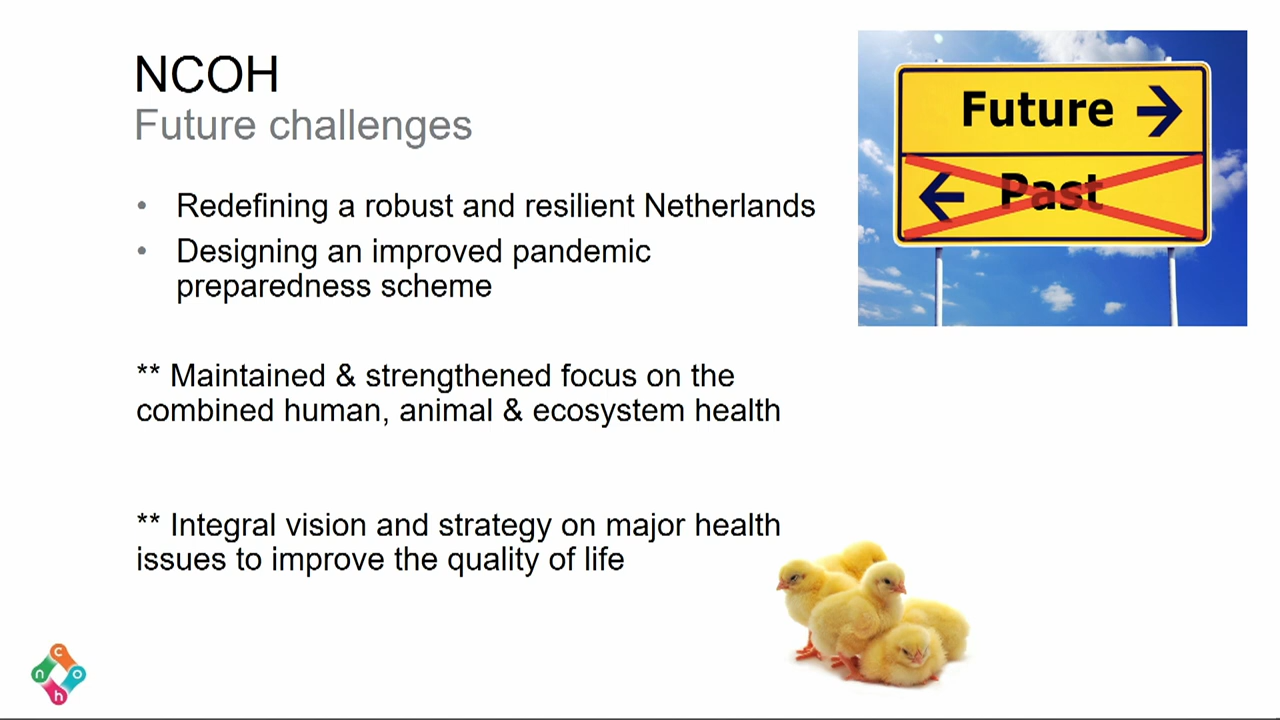 NCOH
Future challenges
• Redefining a robust and resilient Netherlands
• Designing an improved pandemic
preparedness scheme
** Maintained & strengthened focus on the
combined human, animal & ecosystem health
** Integral vision and strategy on major health
issues to improve the quality of life
Future →
← Past
n c o h